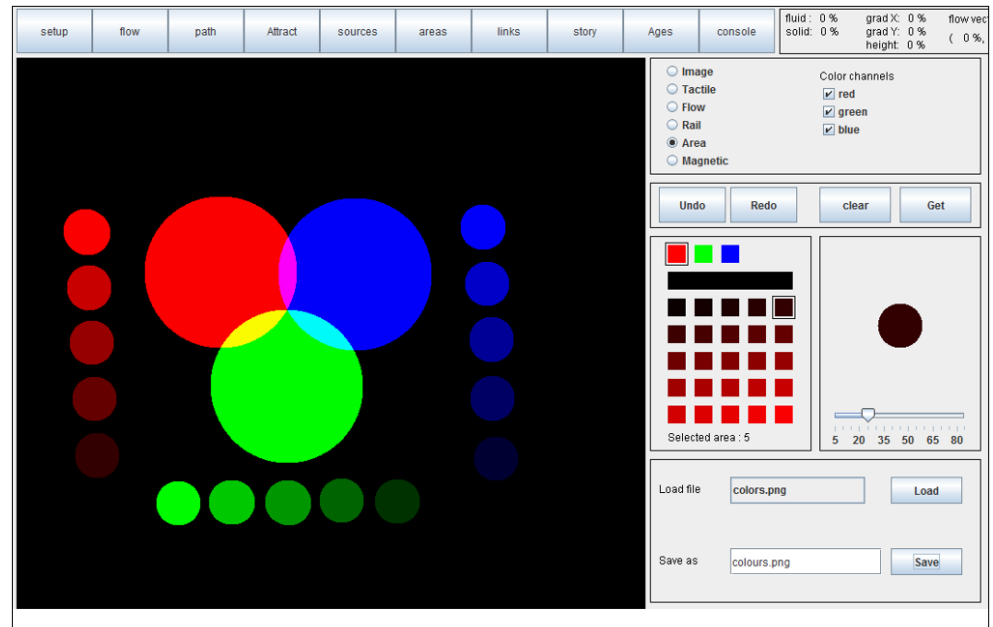 setup flow path Attract sources areas links story Ages console
fluid : 0 % grad X: 0 % flow vec
solid: 0 % grad Y: 0 % ( 0 %,
height: 0 %
Image
Tactile
Flow
Rail
Area
Magnetic
Color channels
red
green
blue
Undo Redo clear Get
Selected area : 5
5 20 35 50 65 80
Load file colors.png Load
Save as colours.png Save